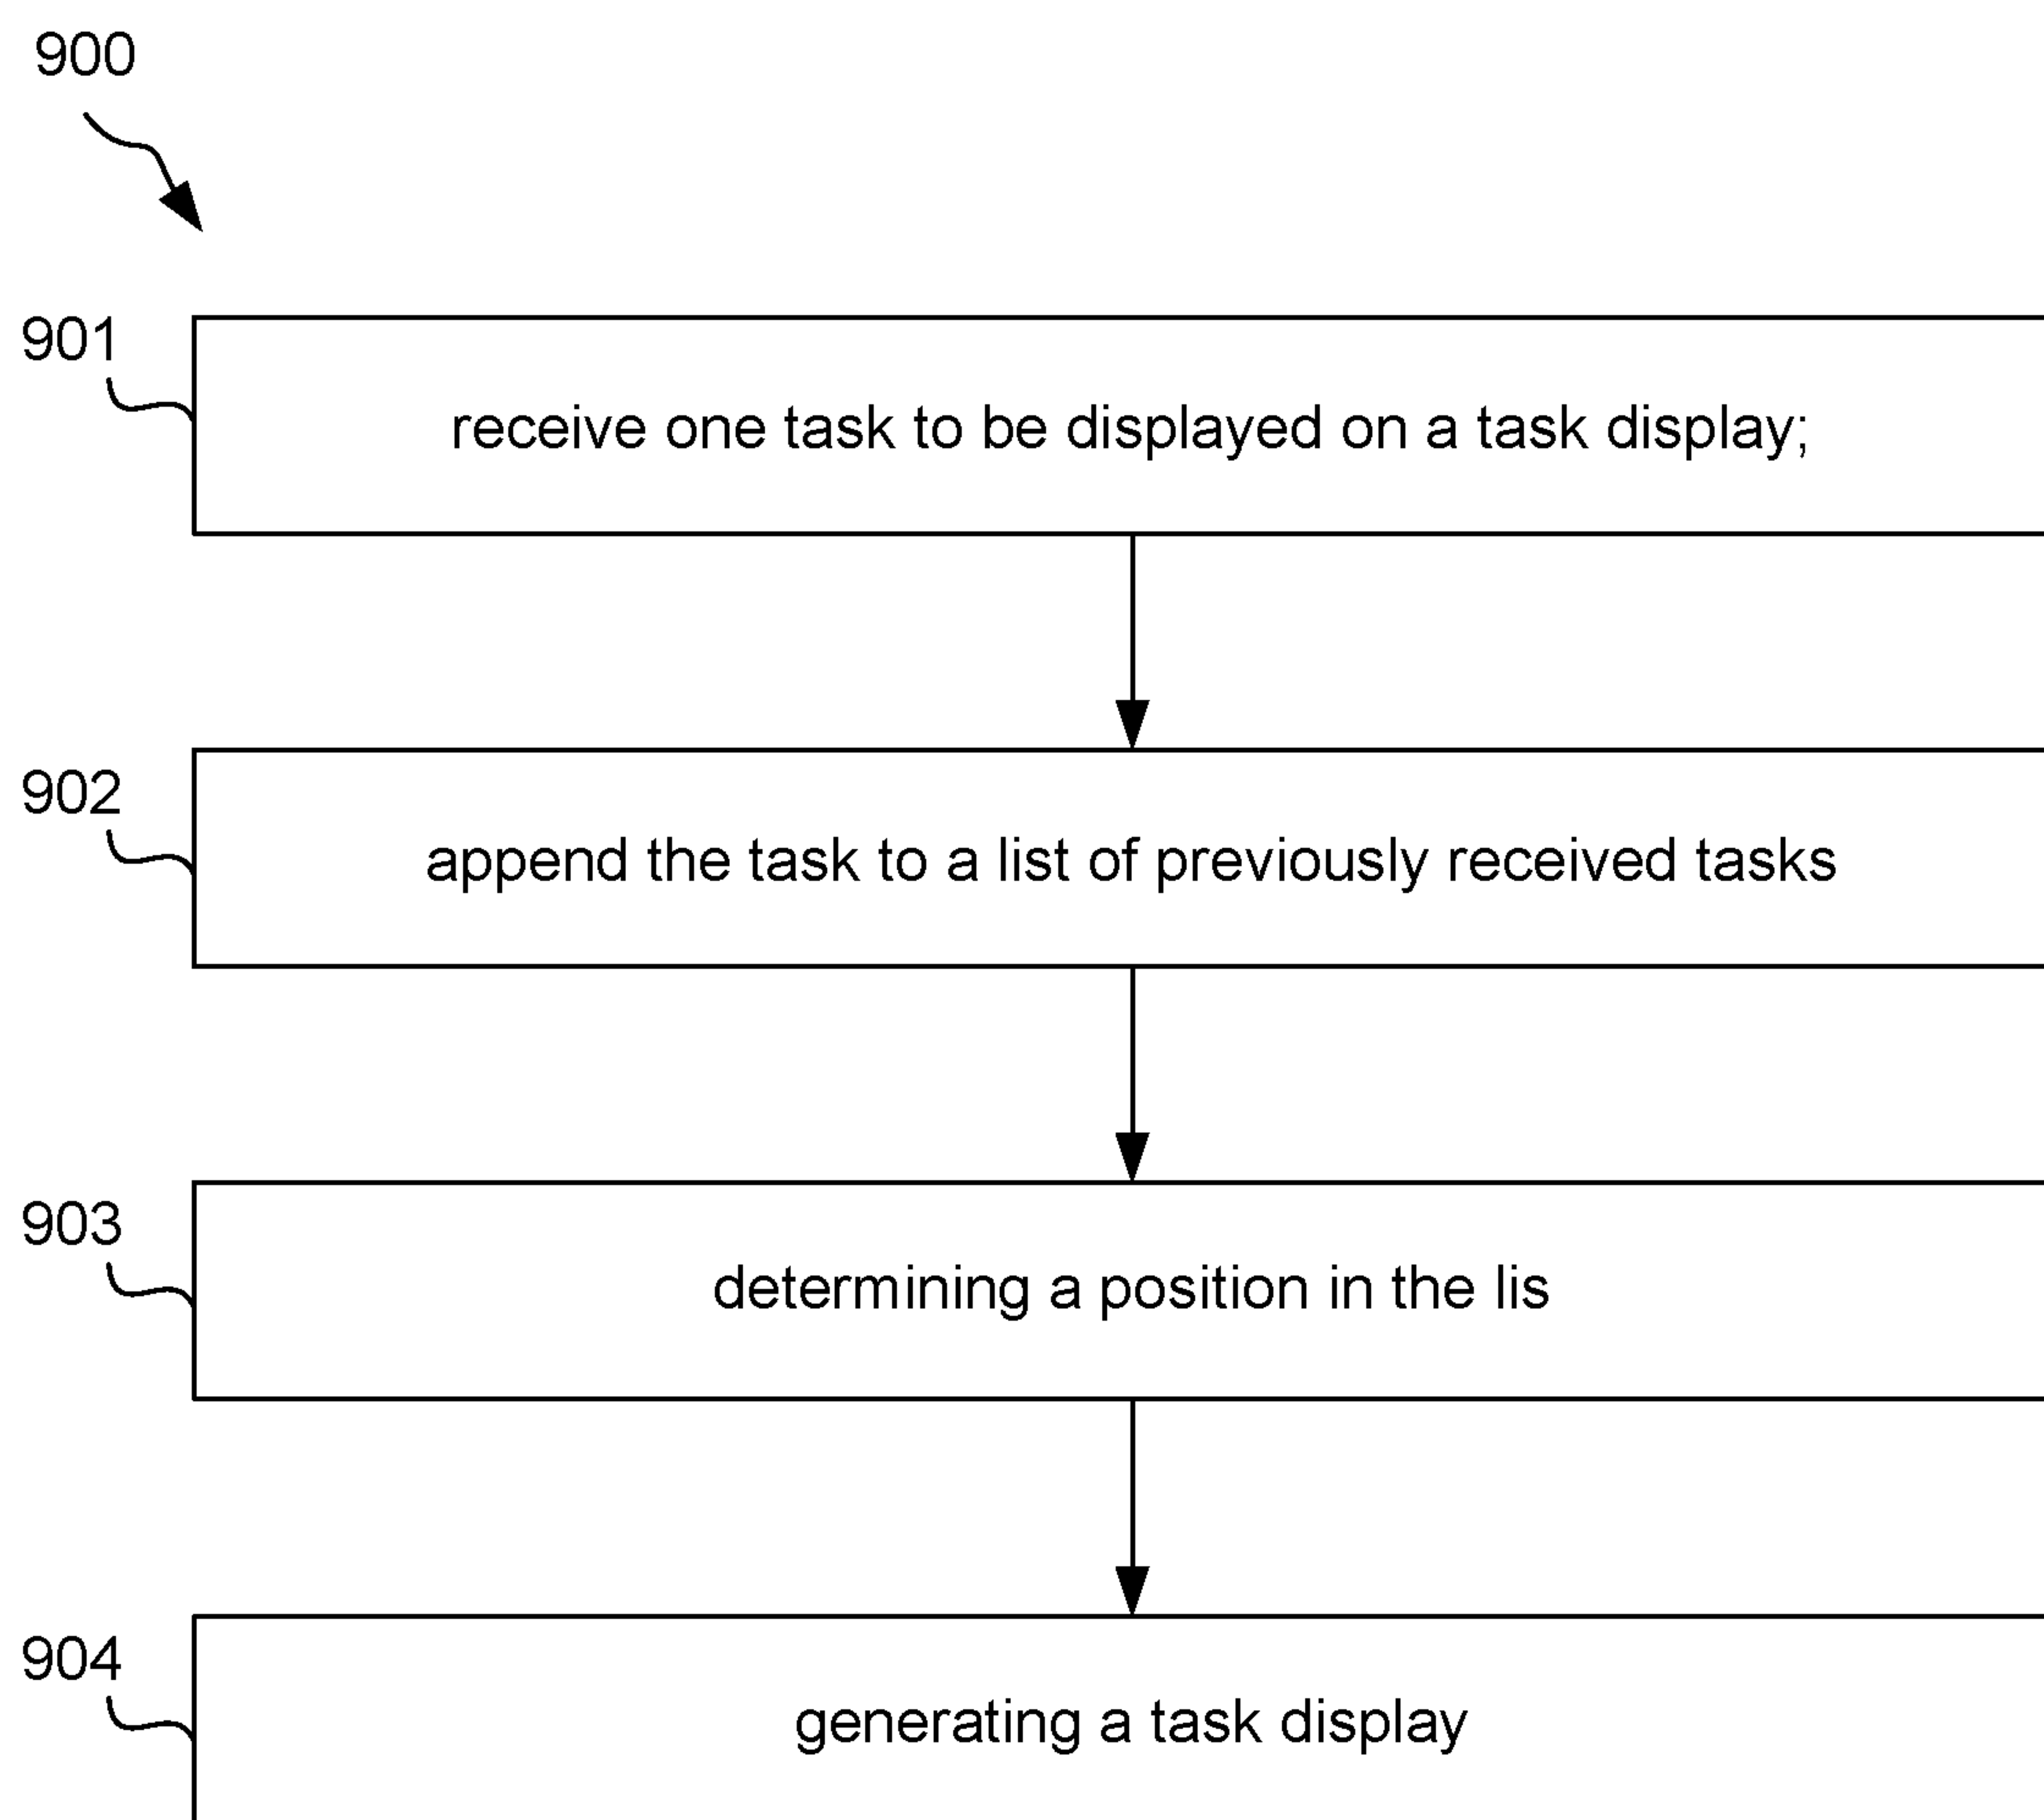 900
901
receive one task to be displayed on a task display;
902
append the task to a list of previously received tasks
903
determining a position in the lis
904
generating a task display